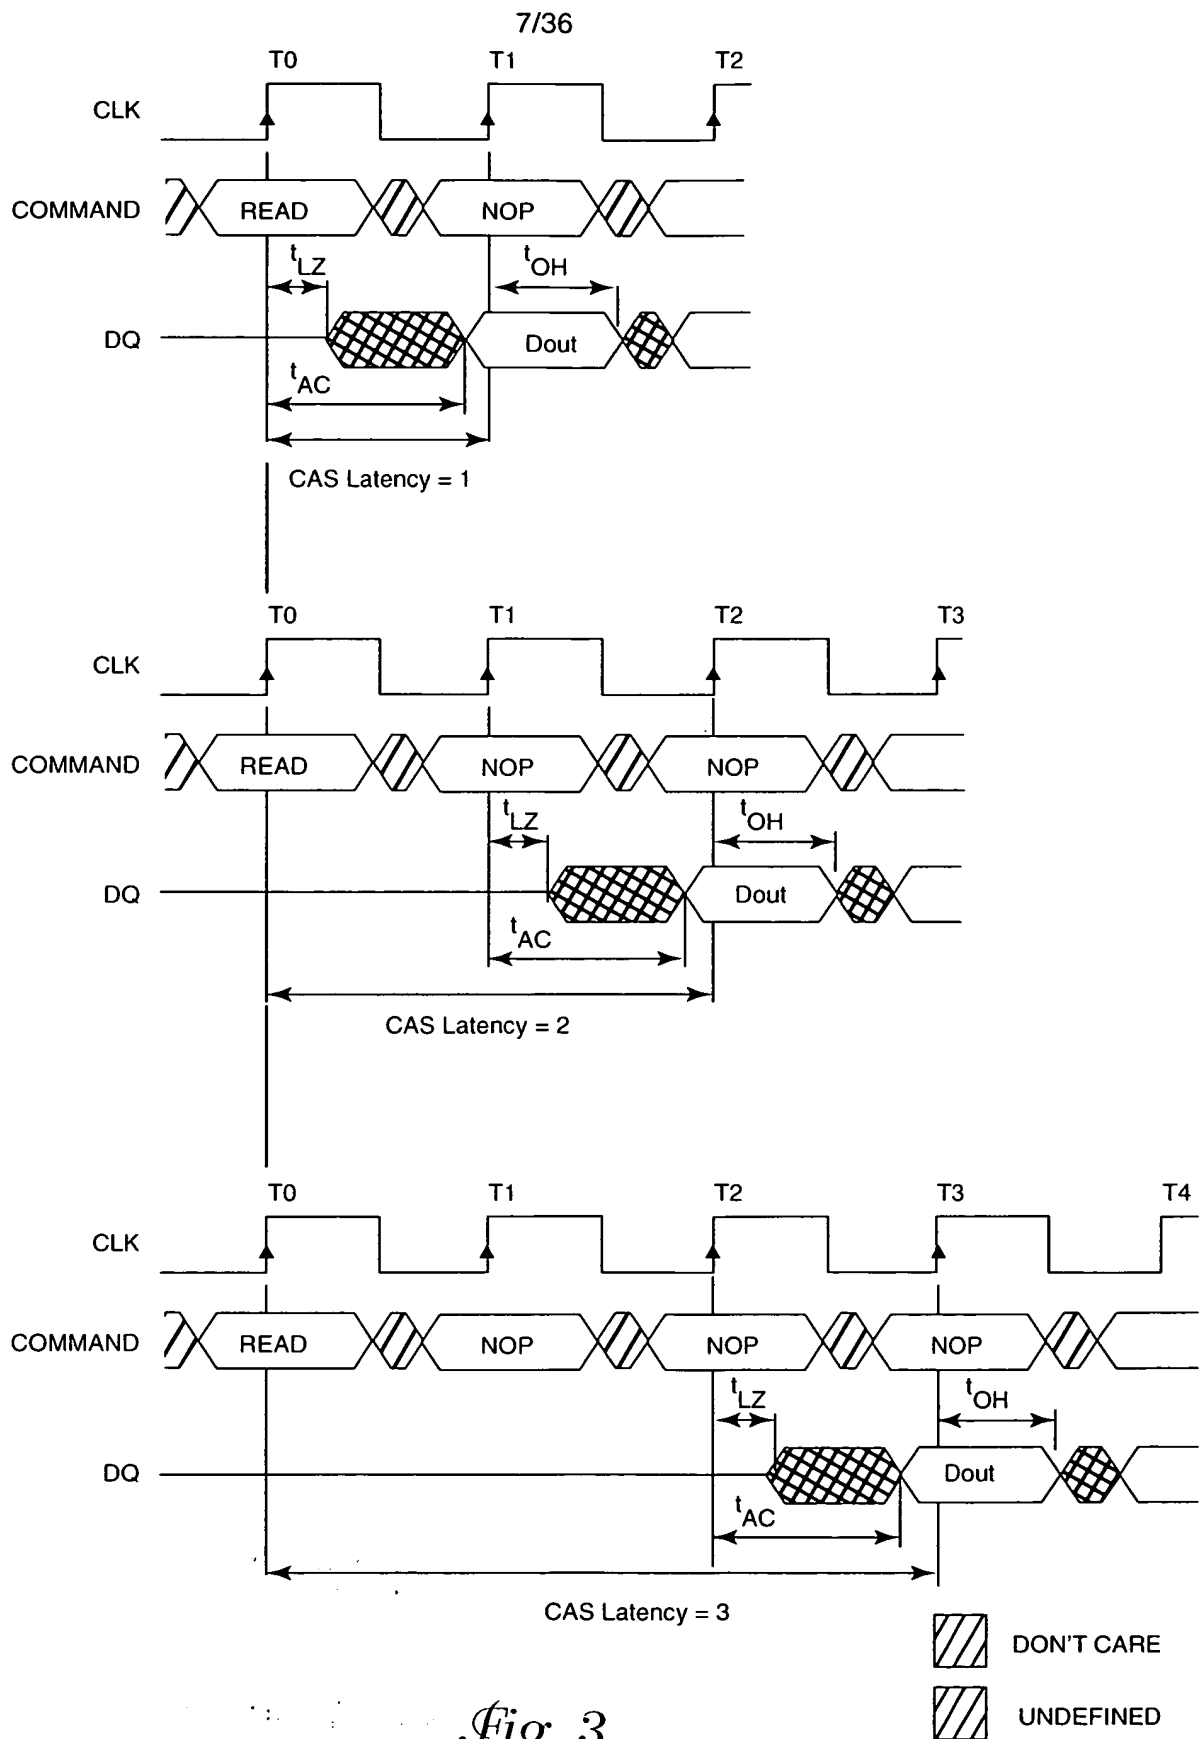 7/36
T0 T1 T2
CLK
COMMAND READ NOP
tLZ tOH
DQ Dout
tAC
CAS Latency = 1
T0 T1 T2 T3
CLK
COMMAND READ NOP NOP
tLZ tOH
DQ Dout
tAC
CAS Latency = 2
T0 T1 T2 T3 T4
CLK
COMMAND READ NOP NOP NOP
tLZ tOH
DQ Dout
tAC
CAS Latency = 3
DON'T CARE
UNDEFINED
Fig. 3